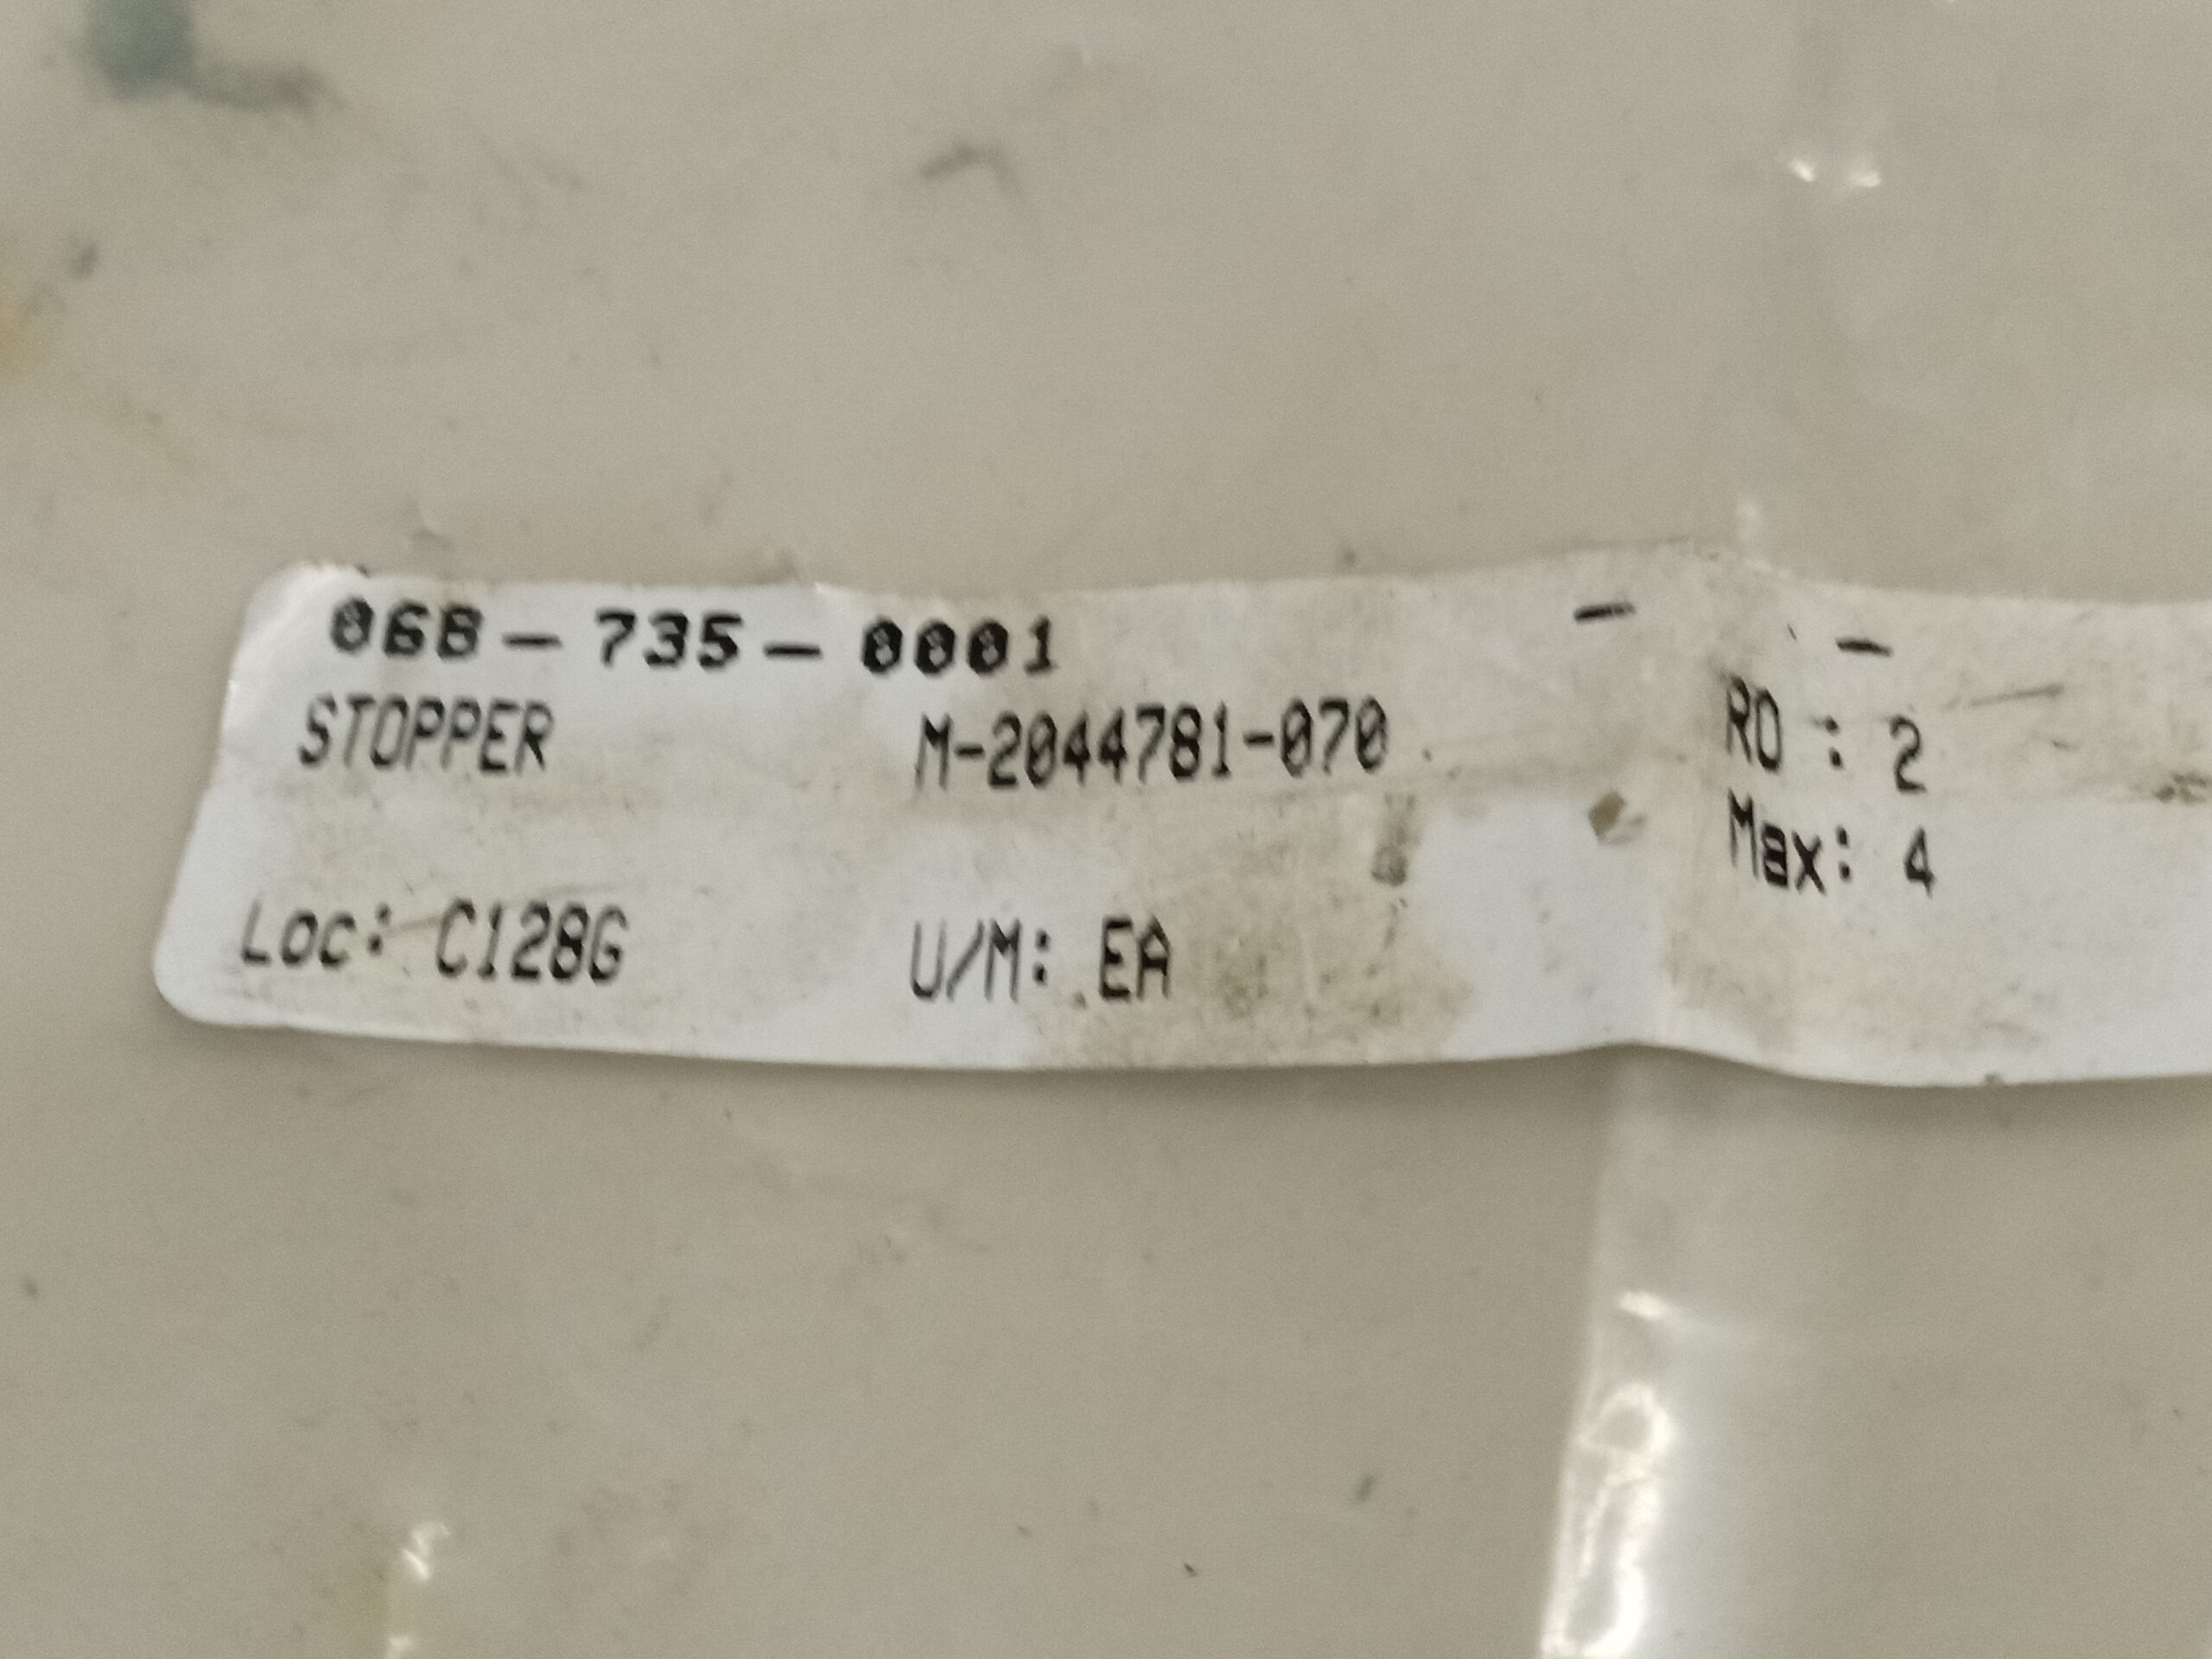 068-735-0001 - -
STOPPER M-2044781-070 RO : 2
Max: 4
Loc: C128G U/M: EA